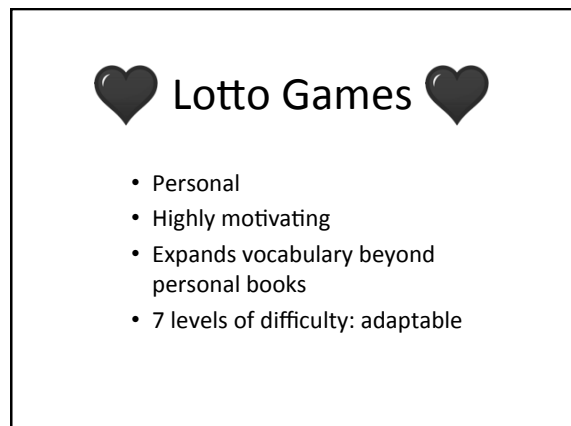 Lotto Games
• Personal
• Highly motivating
• Expands vocabulary beyond
personal books
• 7 levels of difficulty: adaptable